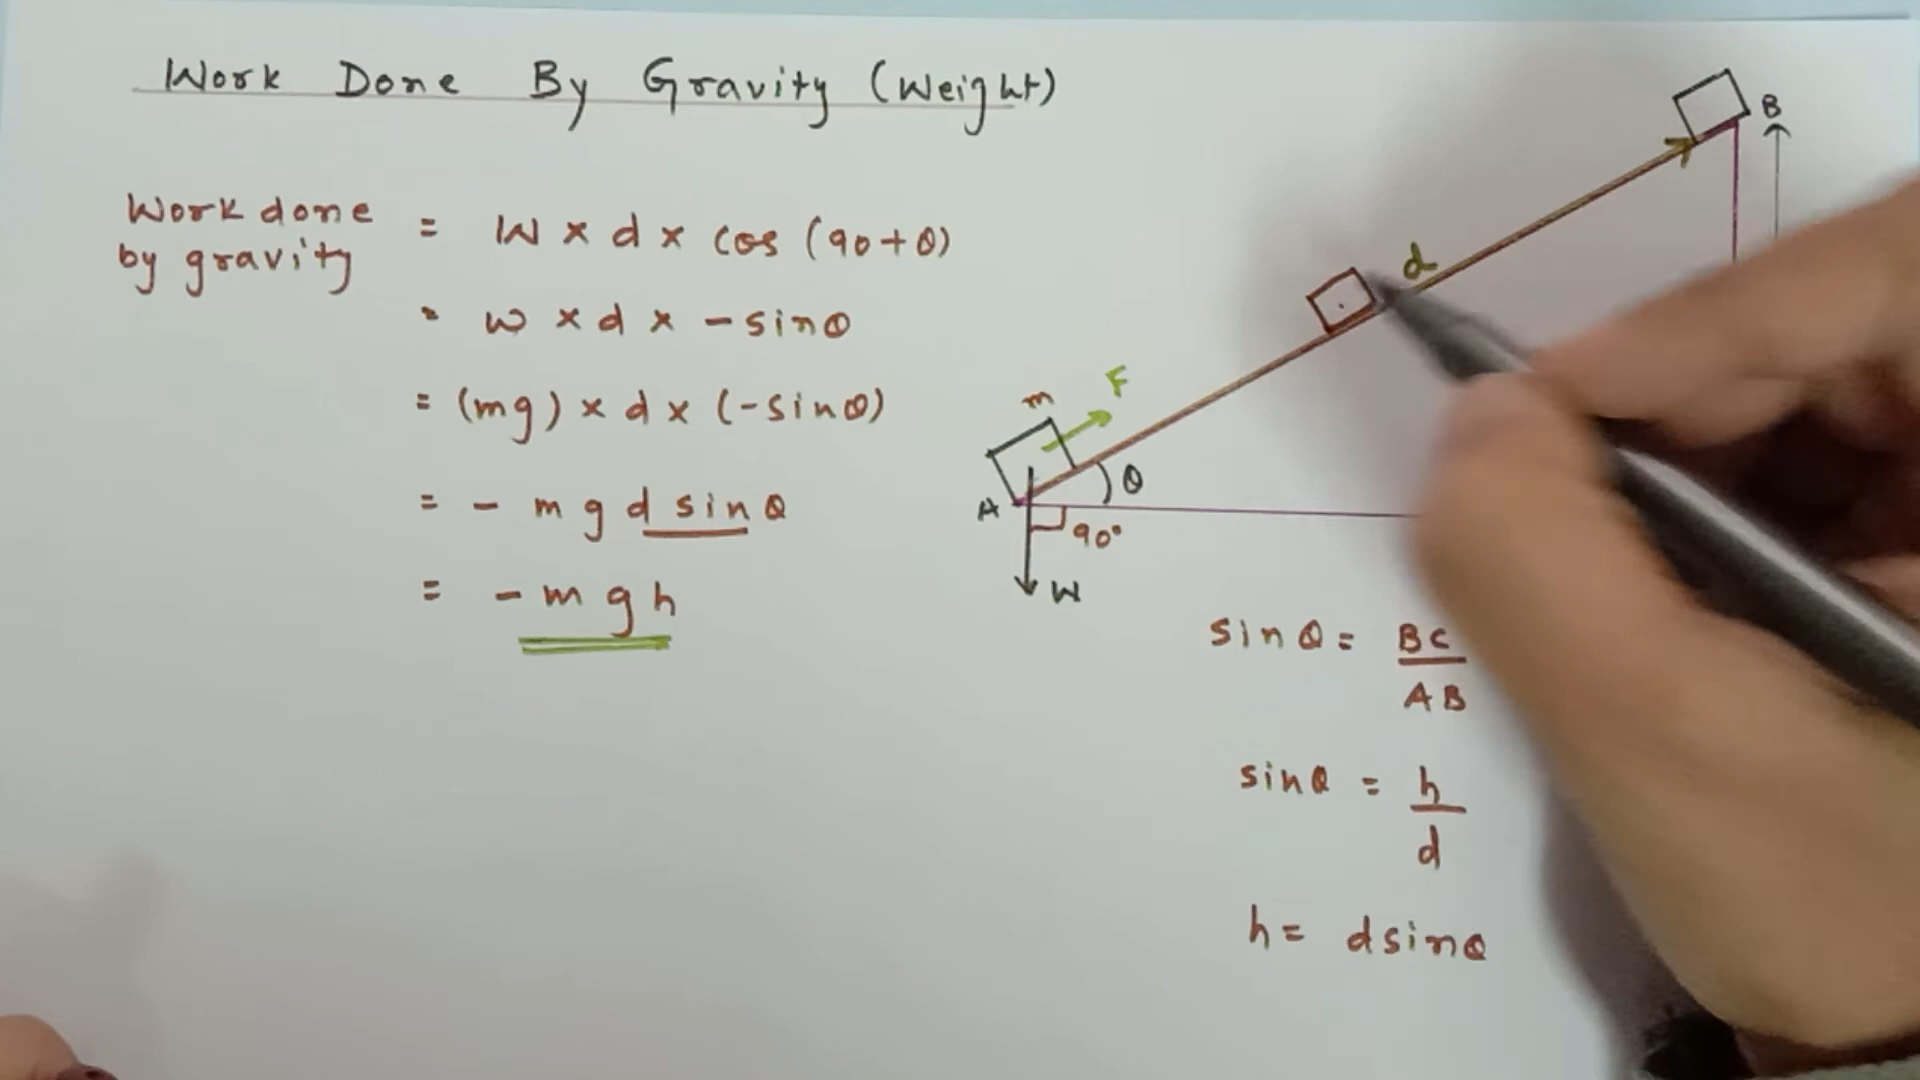 Work Done By Gravity (Weight)
Work done
by gravity
= W × d × cos (90+θ)
= w × d × -sinθ
= (mg) × d × (-sinθ)
= - m g d sinθ
= - m g h
B
d
F
m
θ
A
90°
W
sinθ = BC
AB
sinθ = h
d
h = dsinθ